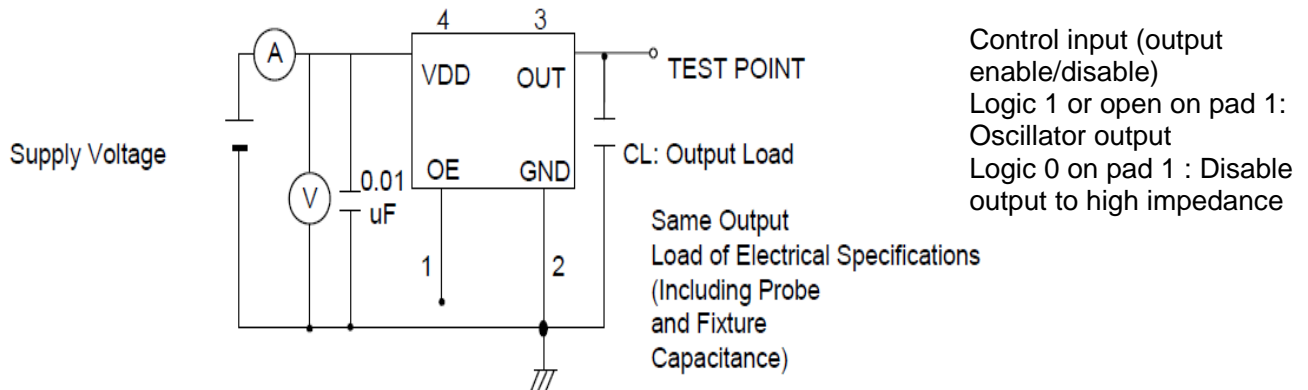 4 3
A
VDD OUT
TEST POINT
Supply Voltage
CL: Output Load
OE GND
V
0.01
uF
1 2
Same Output
Load of Electrical Specifications
(Including Probe
and Fixture
Capacitance)
Control input (output
enable/disable)
Logic 1 or open on pad 1:
Oscillator output
Logic 0 on pad 1 : Disable
output to high impedance